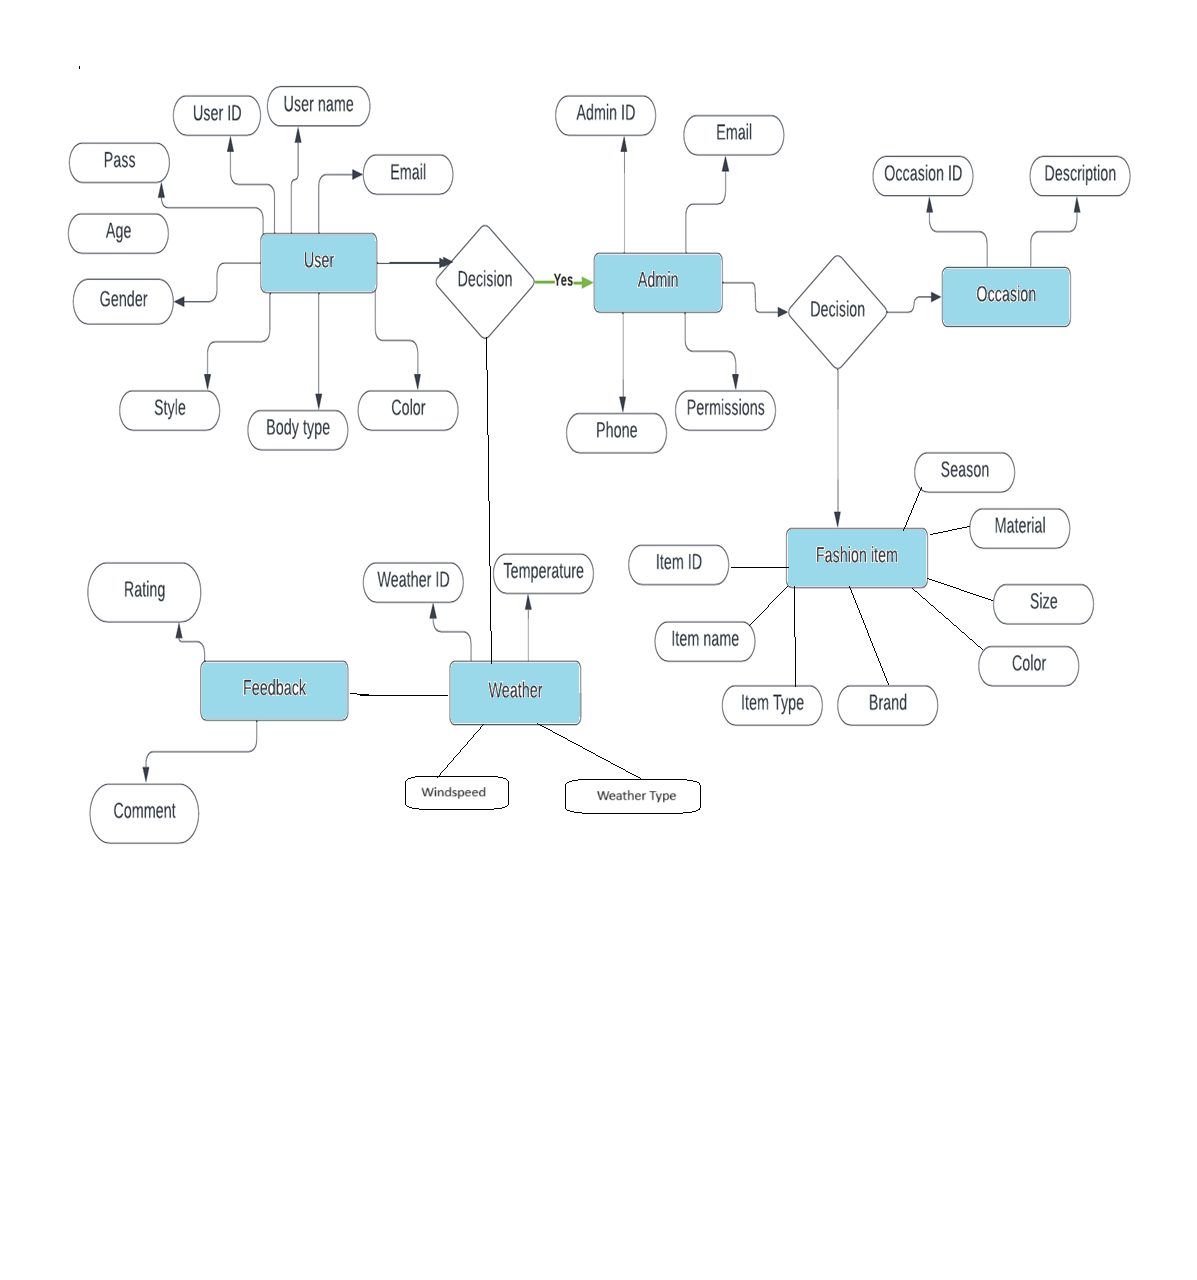 User ID
User name
Pass
Email
Age
User
Gender
Style
Body type
Color
Decision
Yes
Admin ID
Email
Admin
Phone
Permissions
Decision
Occasion ID
Description
Occasion
Season
Material
Fashion item
Item ID
Size
Item name
Color
Item Type
Brand
Rating
Feedback
Comment
Weather ID
Temperature
Weather
Windspeed
Weather Type